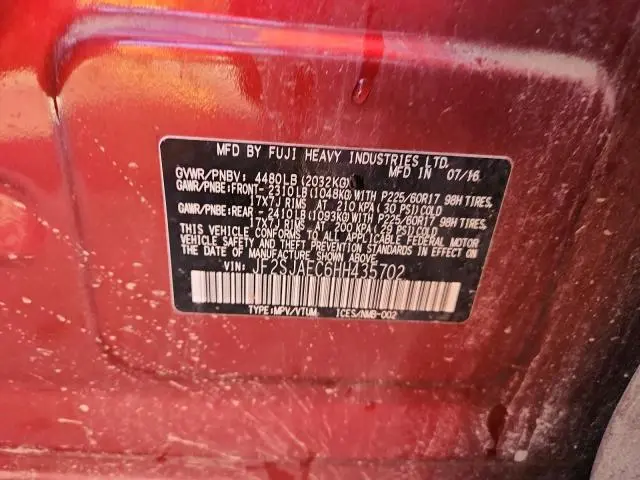 MFD BY FUJI HEAVY INDUSTRIES LTD.
GVWR/PNBV: 4480LB (2032KG) MFD IN 07/16
GAWR/PNBE:FRONT- 2310LB (1048KG) WITH P225/60R17 98H TIRES,
17X7J RIMS AT 210 KPA (30 PSI) COLD
GAWR/PNBE:REAR - 2410LB (1093KG) WITH P225/60R17 98H TIRES,
17X7J RIMS AT 200 KPA (29 PSI) COLD
THIS VEHICLE CONFORMS TO ALL APPLICABLE FEDERAL MOTOR
VEHICLE SAFETY AND THEFT PREVENTION STANDARDS IN EFFECT ON
THE DATE OF MANUFACTURE SHOWN ABOVE.
VIN: JF2SJAEC6HH435702
TYPE:MPV/VTUM ICES/NMB-002